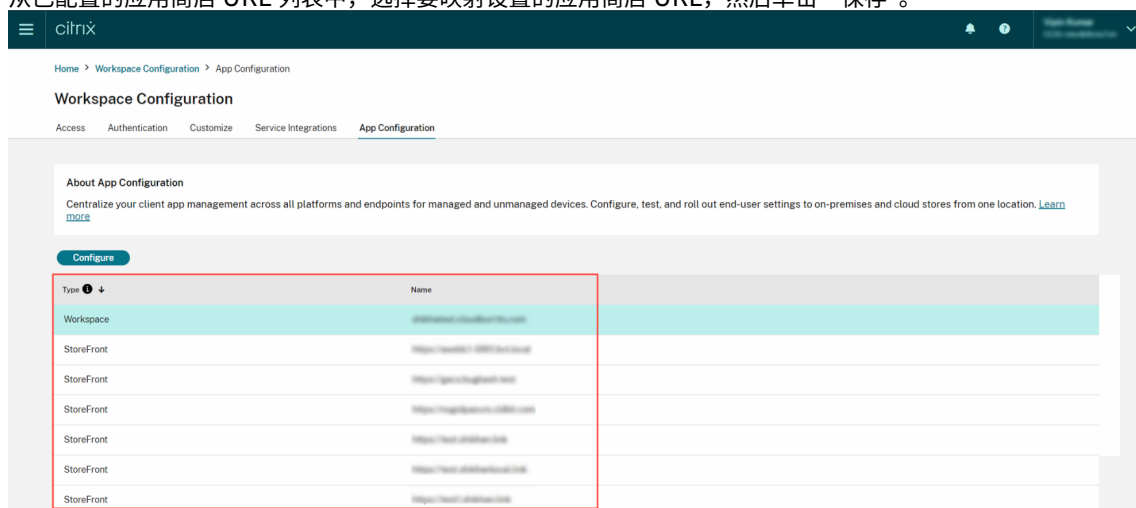 从已配置的应用商店 URL 列表中，选择要映射设置的应用商店 URL，然后单击“保存”。
citrix
Home > Workspace Configuration > App Configuration
Workspace Configuration
Access Authentication Customize Service Integrations App Configuration
About App Configuration
Centralize your client app management across all platforms and endpoints for managed and unmanaged devices. Configure, test, and roll out end-user settings to on-premises and cloud stores from one location. Learn
more
Configure
Type Name
Workspace
StoreFront
StoreFront
StoreFront
StoreFront
StoreFront
StoreFront